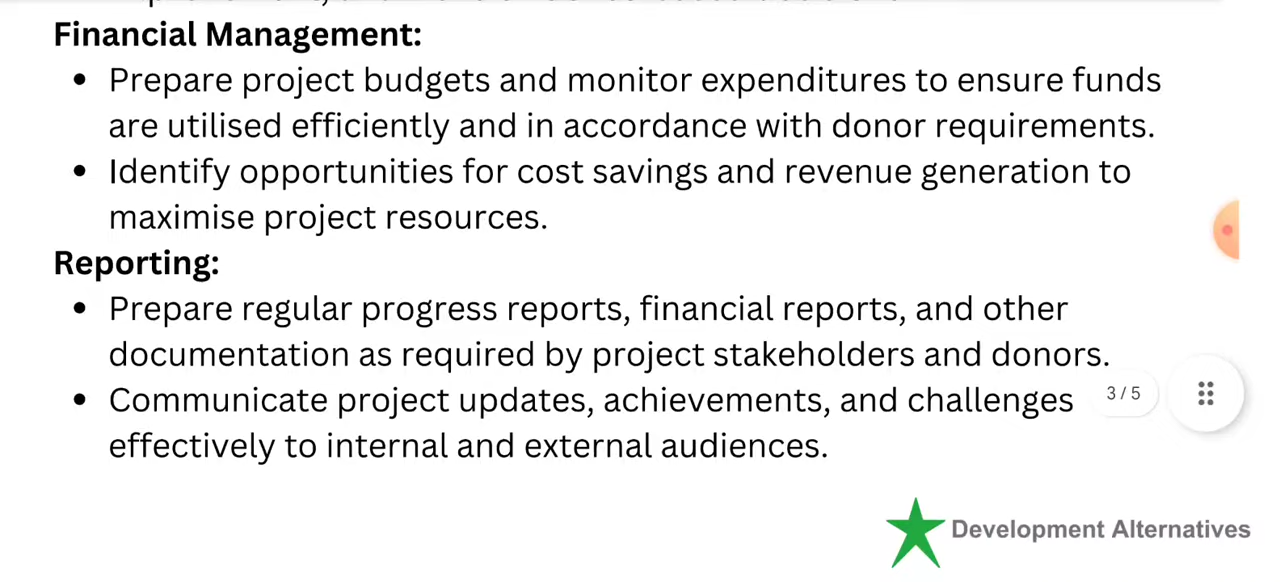 Financial Management:
• Prepare project budgets and monitor expenditures to ensure funds
are utilised efficiently and in accordance with donor requirements.
• Identify opportunities for cost savings and revenue generation to
maximise project resources.
Reporting:
• Prepare regular progress reports, financial reports, and other
documentation as required by project stakeholders and donors.
• Communicate project updates, achievements, and challenges
3 / 5
effectively to internal and external audiences.
Development Alternatives